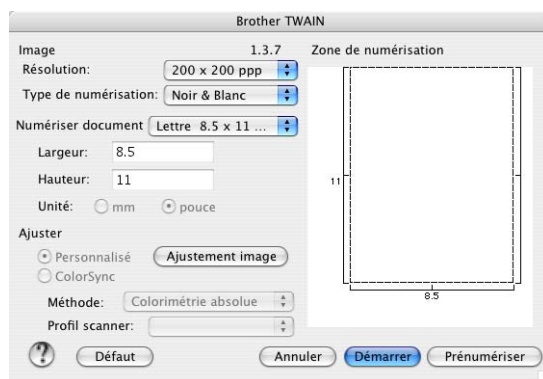 Brother TWAIN
Image 1.3.7
Résolution: 200 x 200 ppp
Type de numérisation: Noir & Blanc
Numériser document Lettre 8.5 x 11 ...
Largeur: 8.5
Hauteur: 11
Unité: mm pouce
Ajuster
Personnalisé Ajustement image
ColorSync
Méthode: Colorimétrie absolue
Profil scanner:
Zone de numérisation
11
8.5
? Défaut Annuler Démarrer Prénumériser